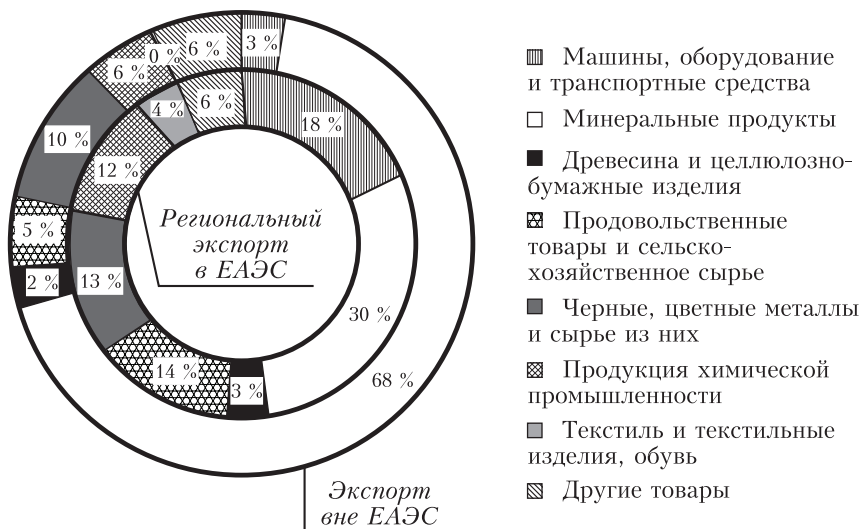 3 %
0 %
6 %
6 %
10 %
5 %
2 %
68 %
18 %
6 %
4 %
12 %
13 %
14 %
3 %
30 %
Региональный
экспорт
в ЕАЭС
Экспорт
вне ЕАЭС
Машины, оборудование
и транспортные средства
Минеральные продукты
Древесина и целлюлозно-
бумажные изделия
Продовольственные
товары и сельско-
хозяйственное сырье
Черные, цветные металлы
и сырье из них
Продукция химической
промышленности
Текстиль и текстильные
изделия, обувь
Другие товары